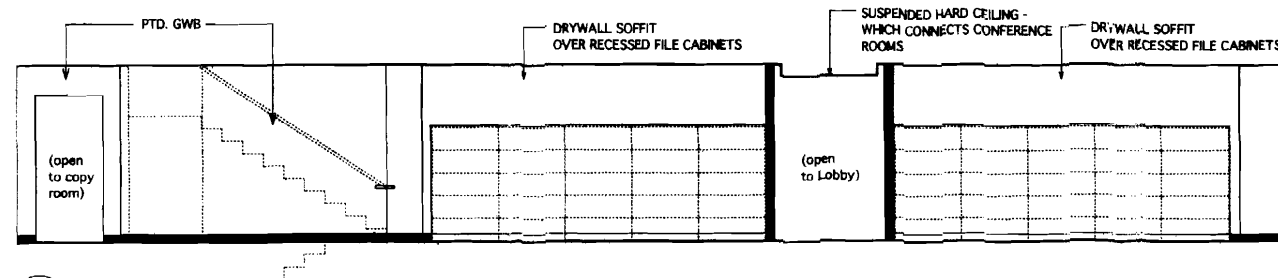 PTD. GWB
DRYWALL SOFFIT
OVER RECESSED FILE CABINETS
SUSPENDED HARD CEILING -
WHICH CONNECTS CONFERENCE
ROOMS
DRYWALL SOFFIT
OVER RECESSED FILE CABINETS
(open
to copy
room)
(open
to Lobby)